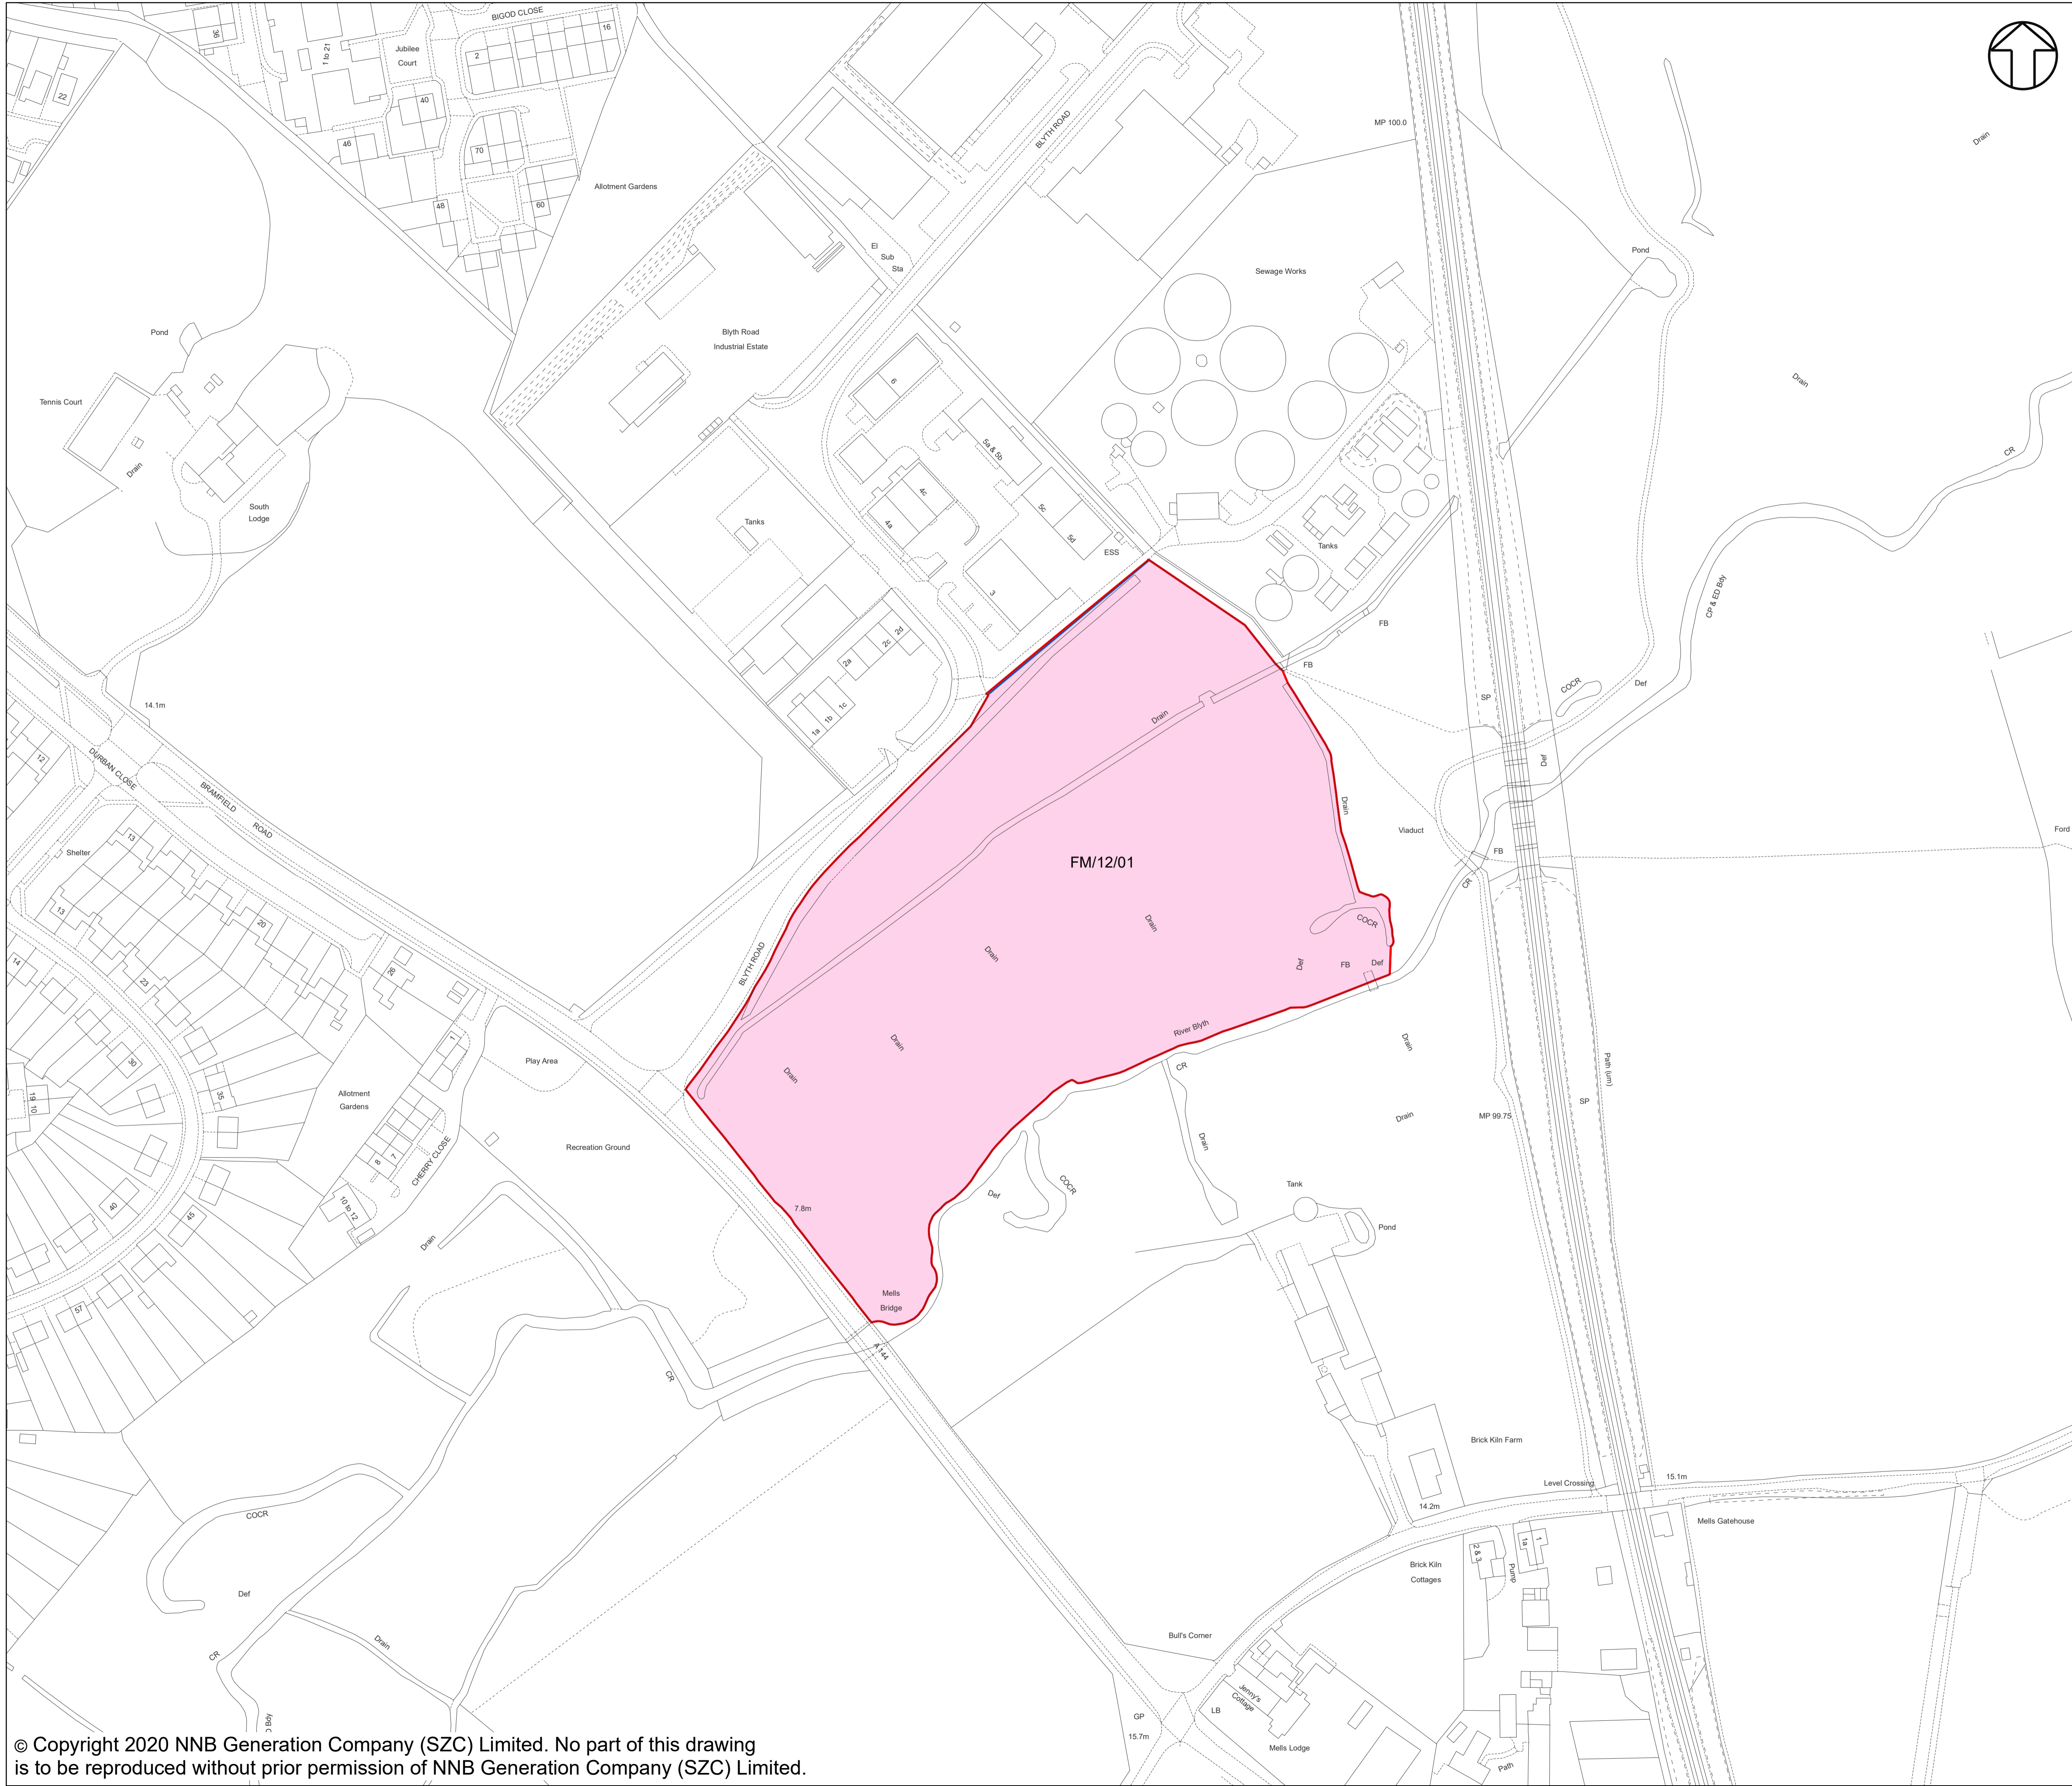 BIGOD CLOSE
36
1 to 21
Jubilee
Court
2
16
22
40
46
70
48
60
Allotment Gardens
BLYTH ROAD
MP 100.0
Drain
El
Sub
Sta
Pond
Sewage Works
Pond
Blyth Road
Industrial Estate
6
Drain
Tennis Court
Drain
South
Lodge
5a & 5b
4c
4a
5c
5d
CR
Tanks
ESS
Tanks
3
CP & ED Bdy
FB
FB
2d
2c
2a
1c
1b
1a
14.1m
Drain
SP
COCR
Def
Def
DURBAN CLOSE
12
BRAMFIELD
ROAD
Drain
Viaduct
Ford
Shelter
13
13
FM/12/01
FB
CR
20
14
23
26
BLYTH ROAD
Drain
Drain
COCR
Def
FB
Def
River Blyth
Drain
Drain
Drain
30
1
Play Area
CR
Path (um)
19
10
35
Allotment
Gardens
SP
Drain
MP 99.75
Drain
Recreation Ground
8
7
CHERRY CLOSE
10 to 12
40
45
7.8m
Def
COCR
Tank
Pond
Drain
57
Mells
Bridge
A 144
CR
Brick Kiln Farm
Level Crossing
15.1m
14.2m
Mells Gatehouse
COCR
Def
Brick Kiln
Cottages
2 & 3
Pump
1a
1
Drain
CR
Bull's Corner
Jenny's
Cottage
LB
GP
15.7m
Mells Lodge
Path
Bdy
© Copyright 2020 NNB Generation Company (SZC) Limited. No part of this drawing
is to be reproduced without prior permission of NNB Generation Company (SZC) Limited.